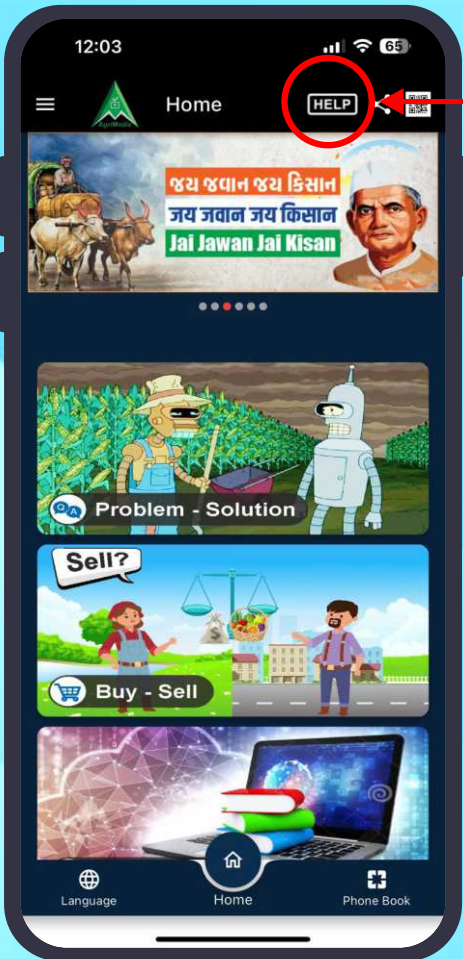 12:03
65
Home
HELP
AgriMedia
જય જવાન જય કિસાન
जय जवान जय किसान
Jai Jawan Jai Kisan
Q A
Problem - Solution
Sell?
$
Buy - Sell
Language
Home
Phone Book